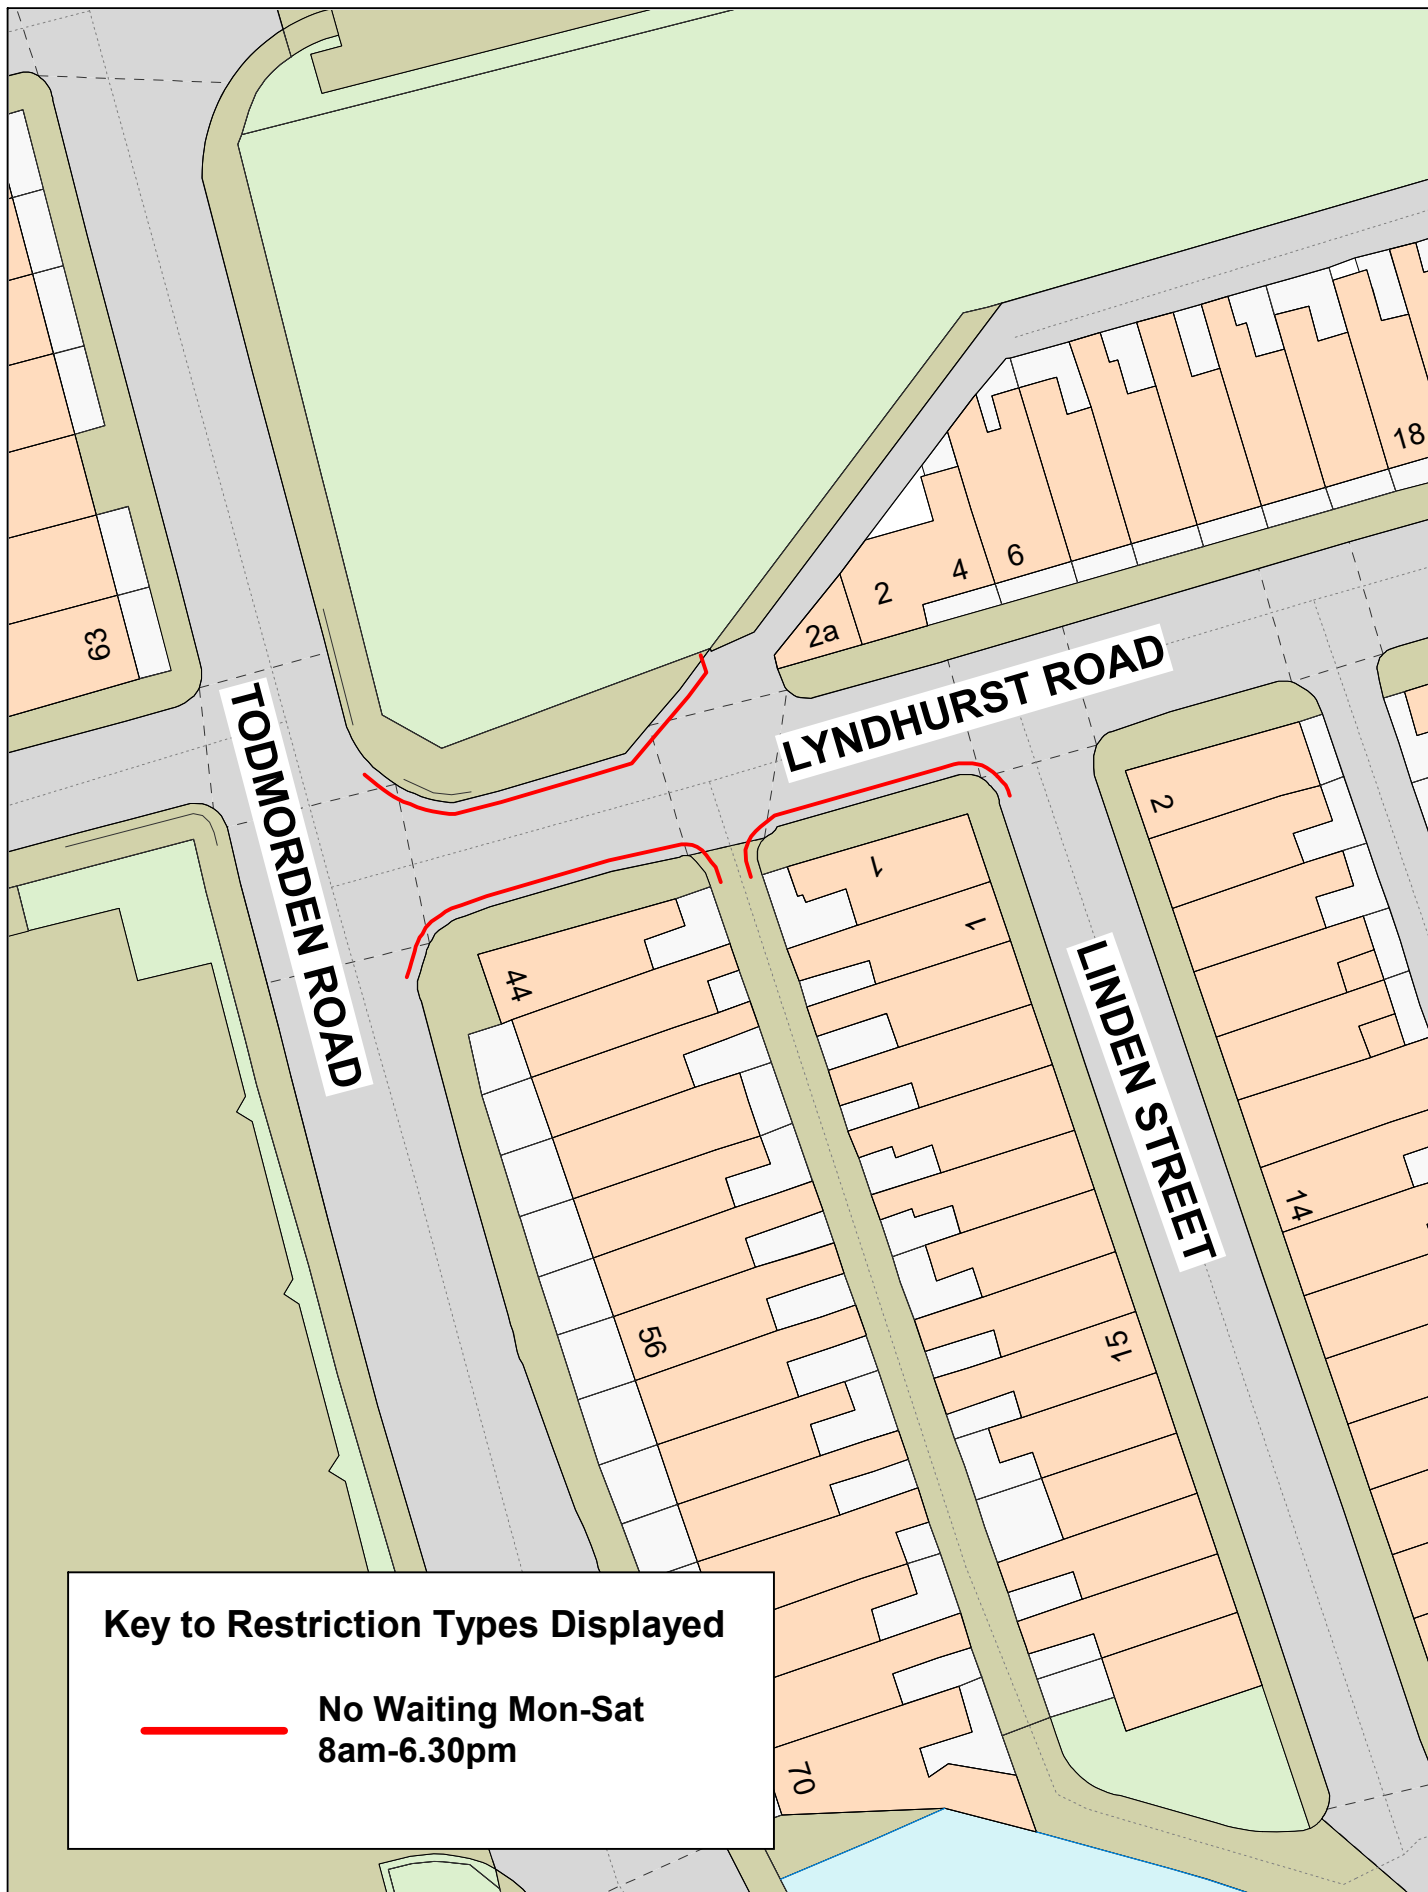 18
6
4
2
2a
63
LYNDHURST ROAD
TODMORDEN ROAD
2
1
1
44
LINDEN STREET
14
56
15
70
Key to Restriction Types Displayed
No Waiting Mon-Sat
8am-6.30pm